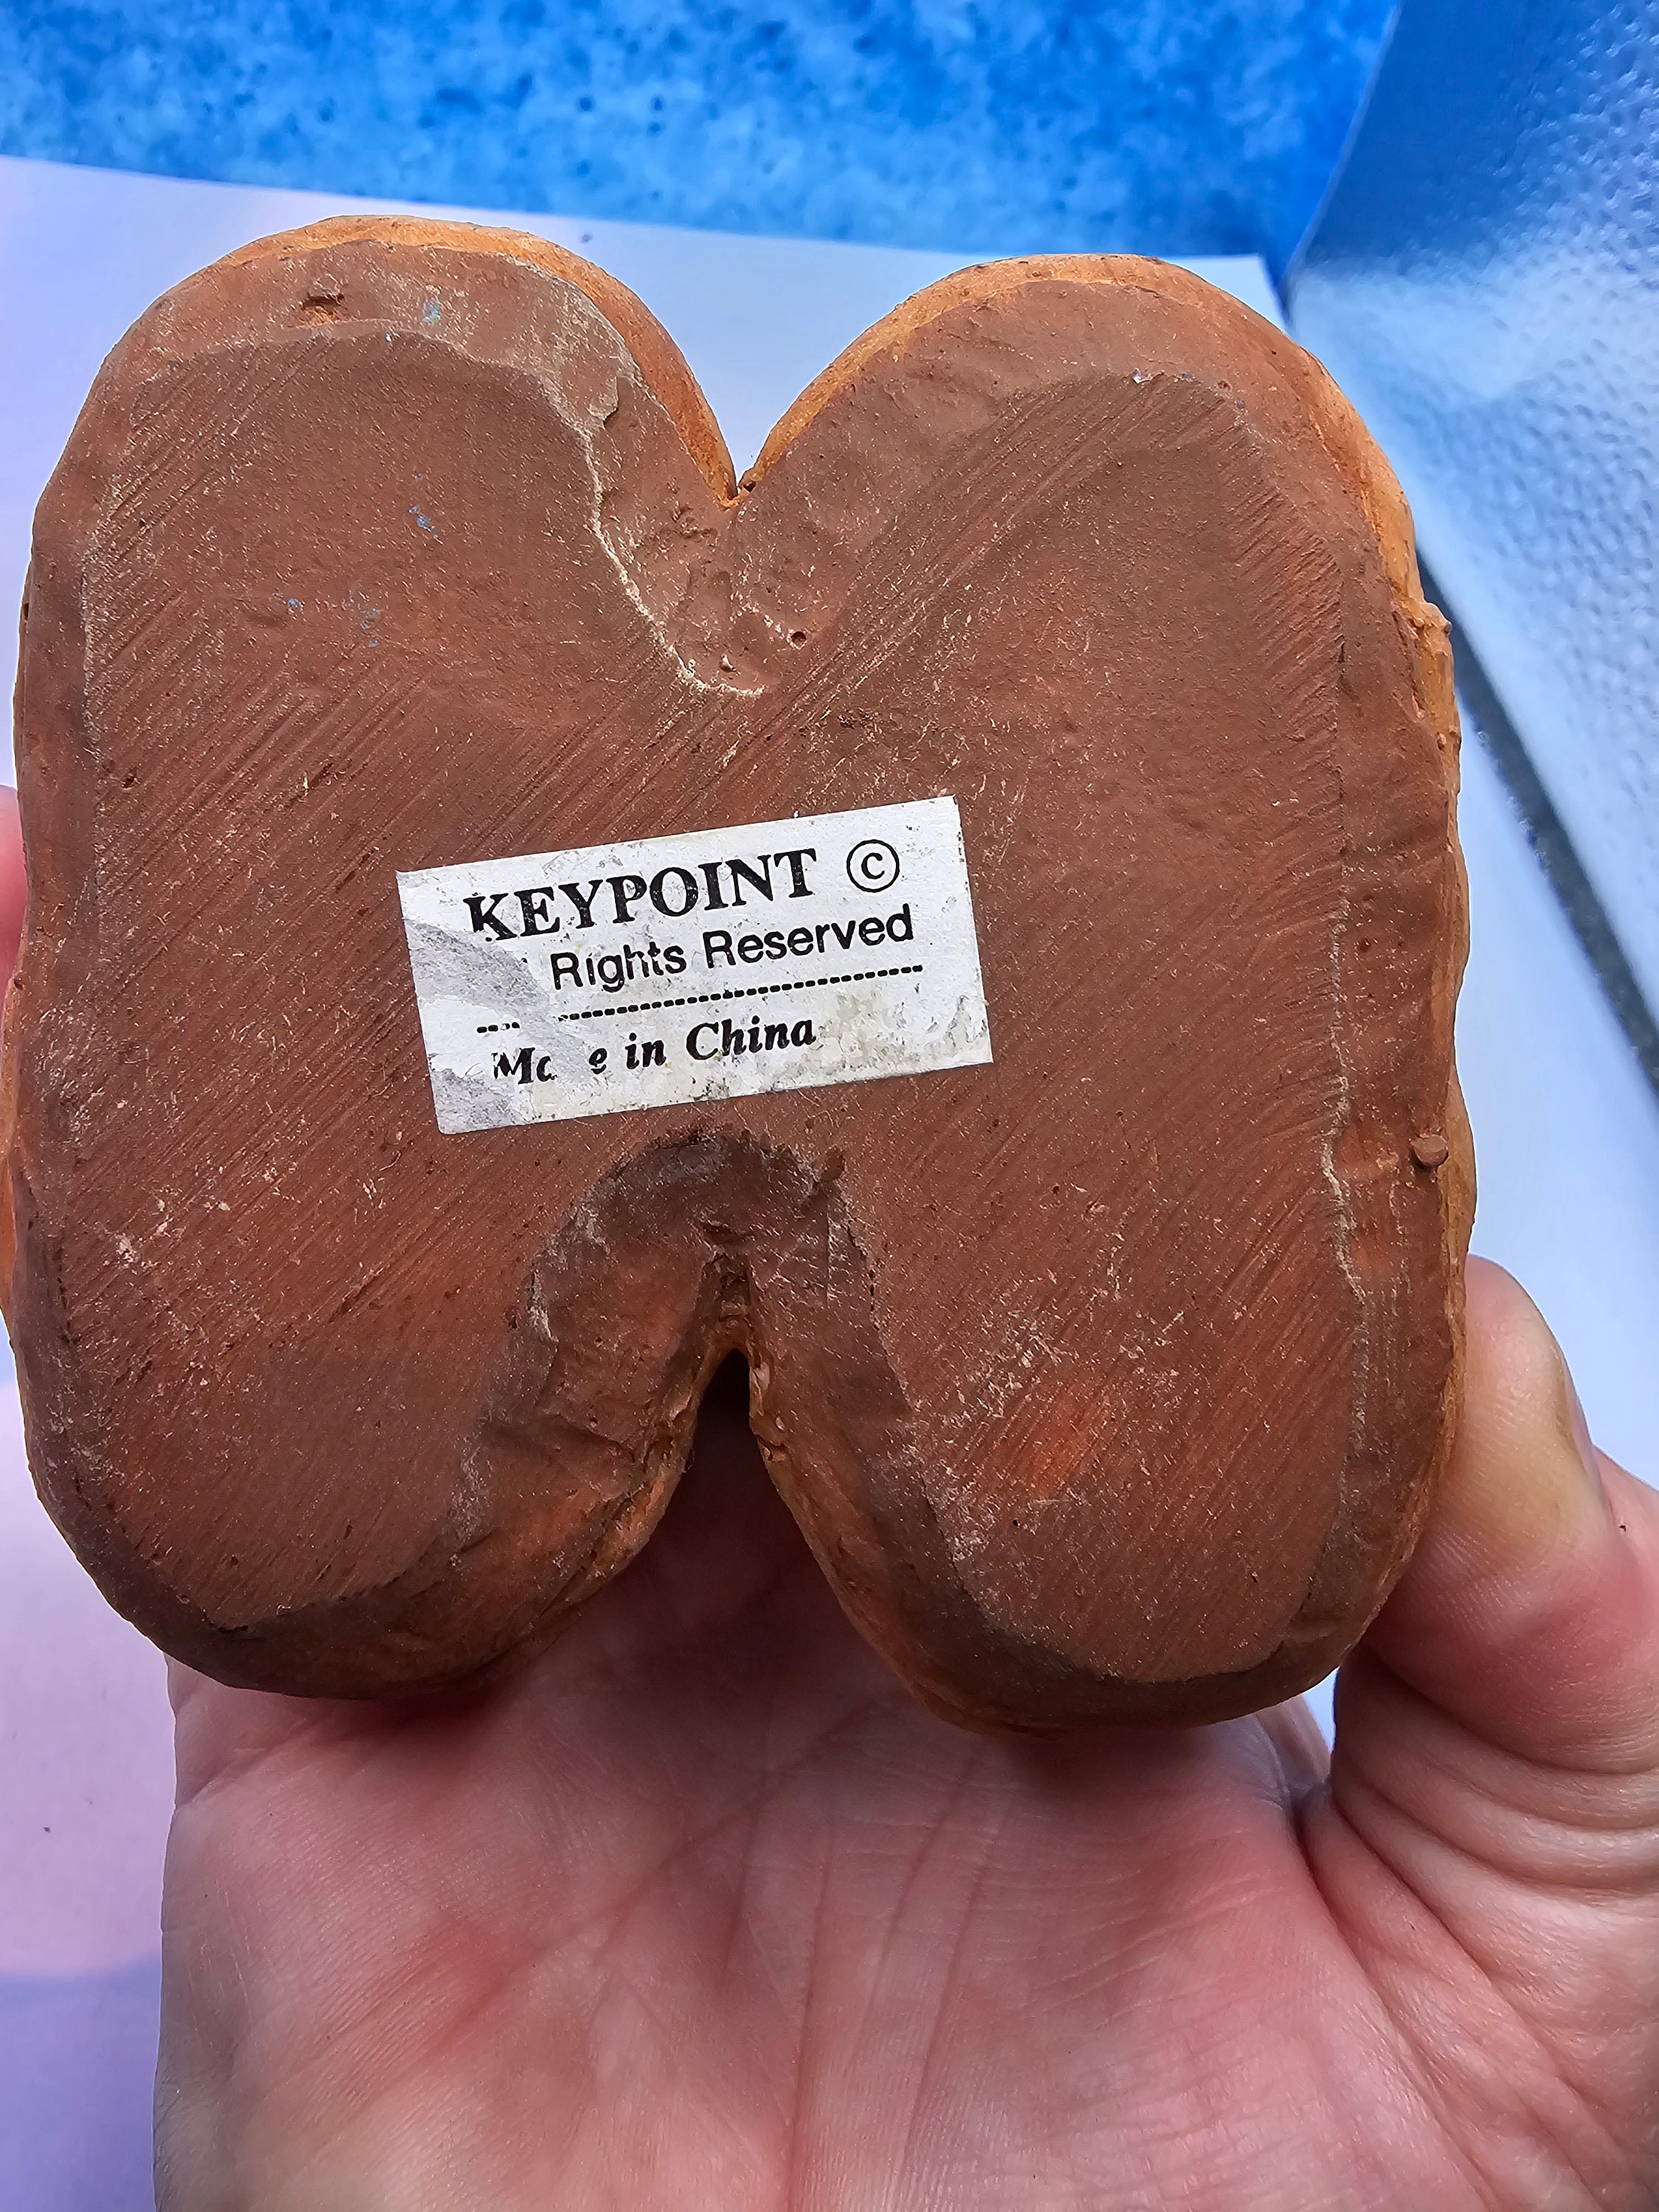 KEYPOINT ©
Rights Reserved
in China